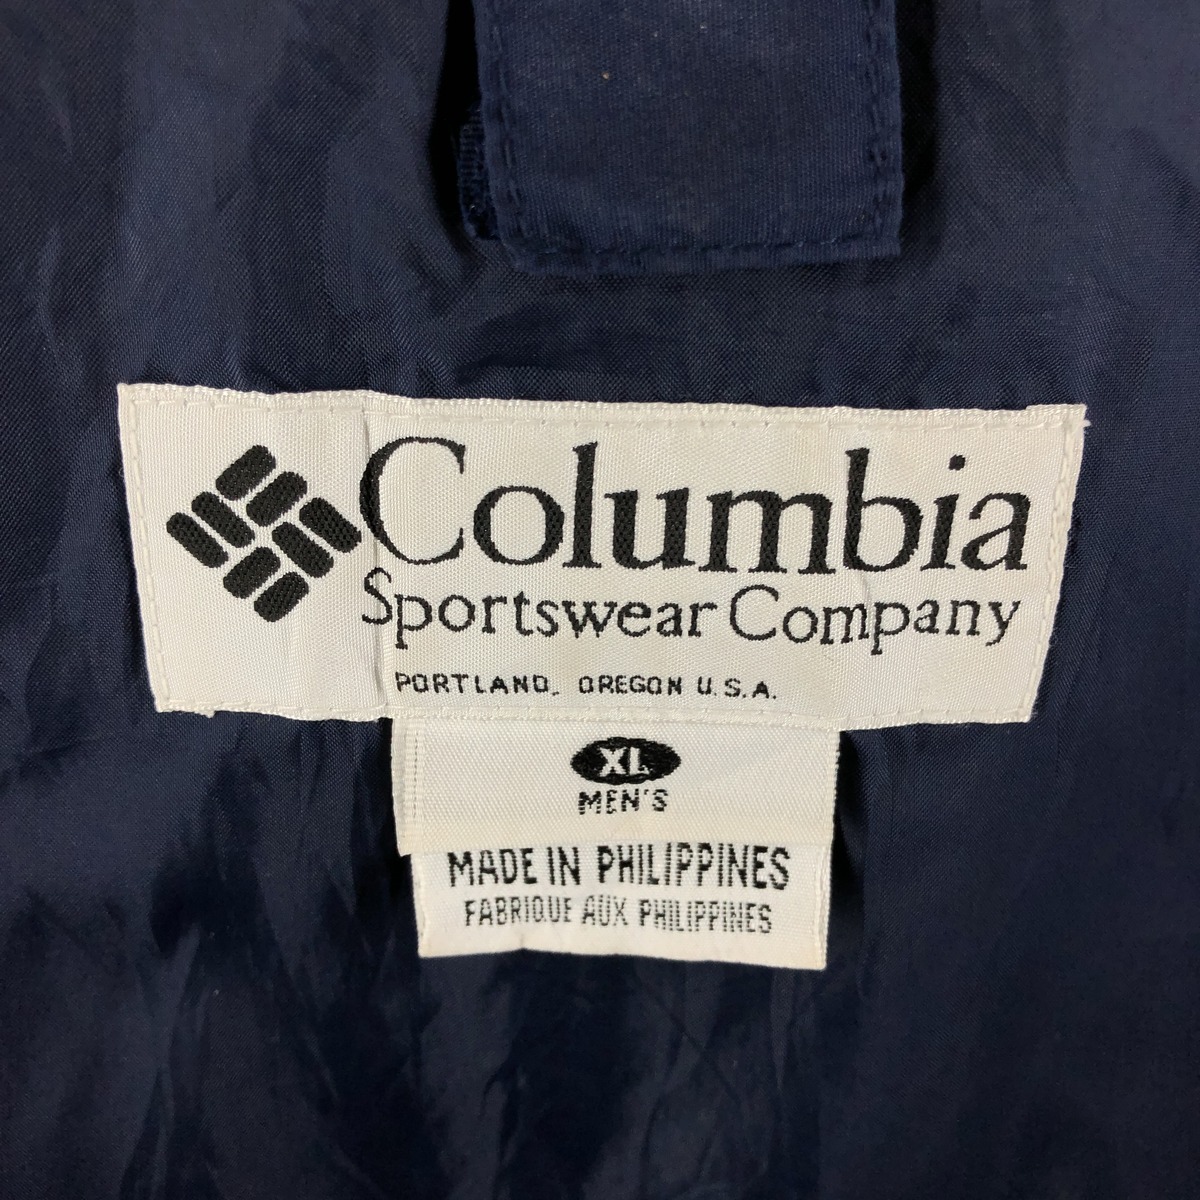 Columbia
Sportswear Company
PORTLAND, OREGON U.S.A.
XL
MEN'S
MADE IN PHILIPPINES
FABRIQUE AUX PHILIPPINES